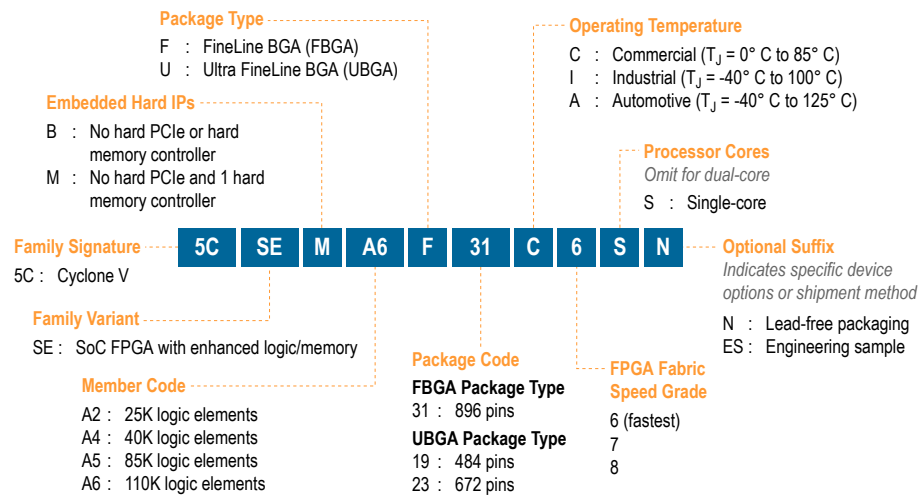 Package Type
F : FineLine BGA (FBGA)
U : Ultra FineLine BGA (UBGA)
Operating Temperature
C : Commercial (TJ = 0° C to 85° C)
I : Industrial (TJ = -40° C to 100° C)
A : Automotive (TJ = -40° C to 125° C)
Embedded Hard IPs
B : No hard PCIe or hard
memory controller
M : No hard PCIe and 1 hard
memory controller
Processor Cores
Omit for dual-core
S : Single-core
Family Signature
5C : Cyclone V
5C SE M A6 F 31 C 6 S N
Optional Suffix
Indicates specific device
options or shipment method
N : Lead-free packaging
ES : Engineering sample
Family Variant
SE : SoC FPGA with enhanced logic/memory
Member Code
A2 : 25K logic elements
A4 : 40K logic elements
A5 : 85K logic elements
A6 : 110K logic elements
Package Code
FBGA Package Type
31 : 896 pins
UBGA Package Type
19 : 484 pins
23 : 672 pins
FPGA Fabric
Speed Grade
6 (fastest)
7
8